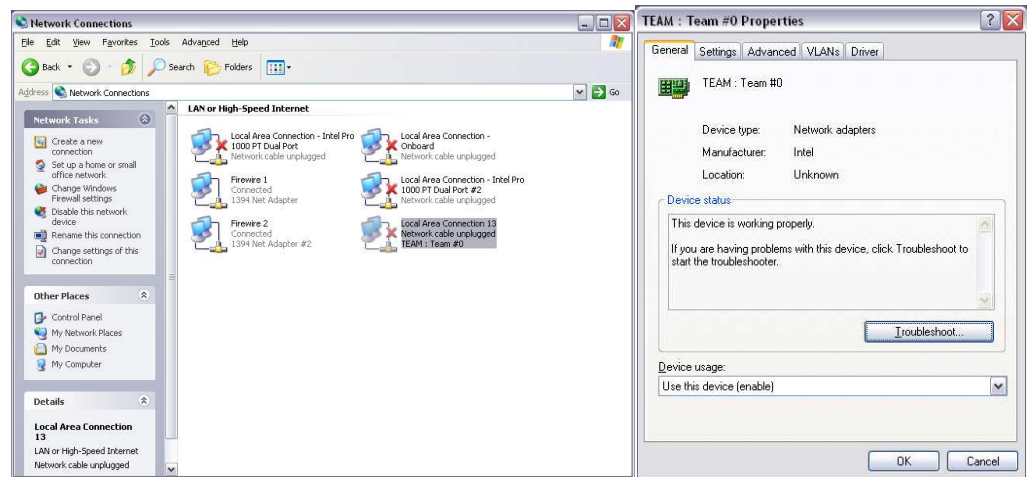 Network Connections
File Edit View Favorites Tools Advanced Help
Back Search Folders
Address Network Connections Go
Network Tasks
Create a new
connection
Set up a home or small
office network
Change Windows
Firewall settings
Disable this network
device
Rename this connection
Change settings of this
connection
Other Places
Control Panel
My Network Places
My Documents
My Computer
Details
Local Area Connection
13
LAN or High-Speed Internet
Network cable unplugged
LAN or High-Speed Internet
Local Area Connection - Intel Pro
1000 PT Dual Port
Network cable unplugged
Local Area Connection -
Onboard
Network cable unplugged
Firewire 1
Connected
1394 Net Adapter
Local Area Connection - Intel Pro
1000 PT Dual Port #2
Network cable unplugged
Firewire 2
Connected
1394 Net Adapter #2
Local Area Connection 13
Network cable unplugged
TEAM : Team #0
TEAM : Team #0 Properties
General Settings Advanced VLANs Driver
TEAM : Team #0
Device type: Network adapters
Manufacturer: Intel
Location: Unknown
Device status
This device is working properly.
If you are having problems with this device, click Troubleshoot to
start the troubleshooter.
Troubleshoot...
Device usage:
Use this device (enable)
OK Cancel